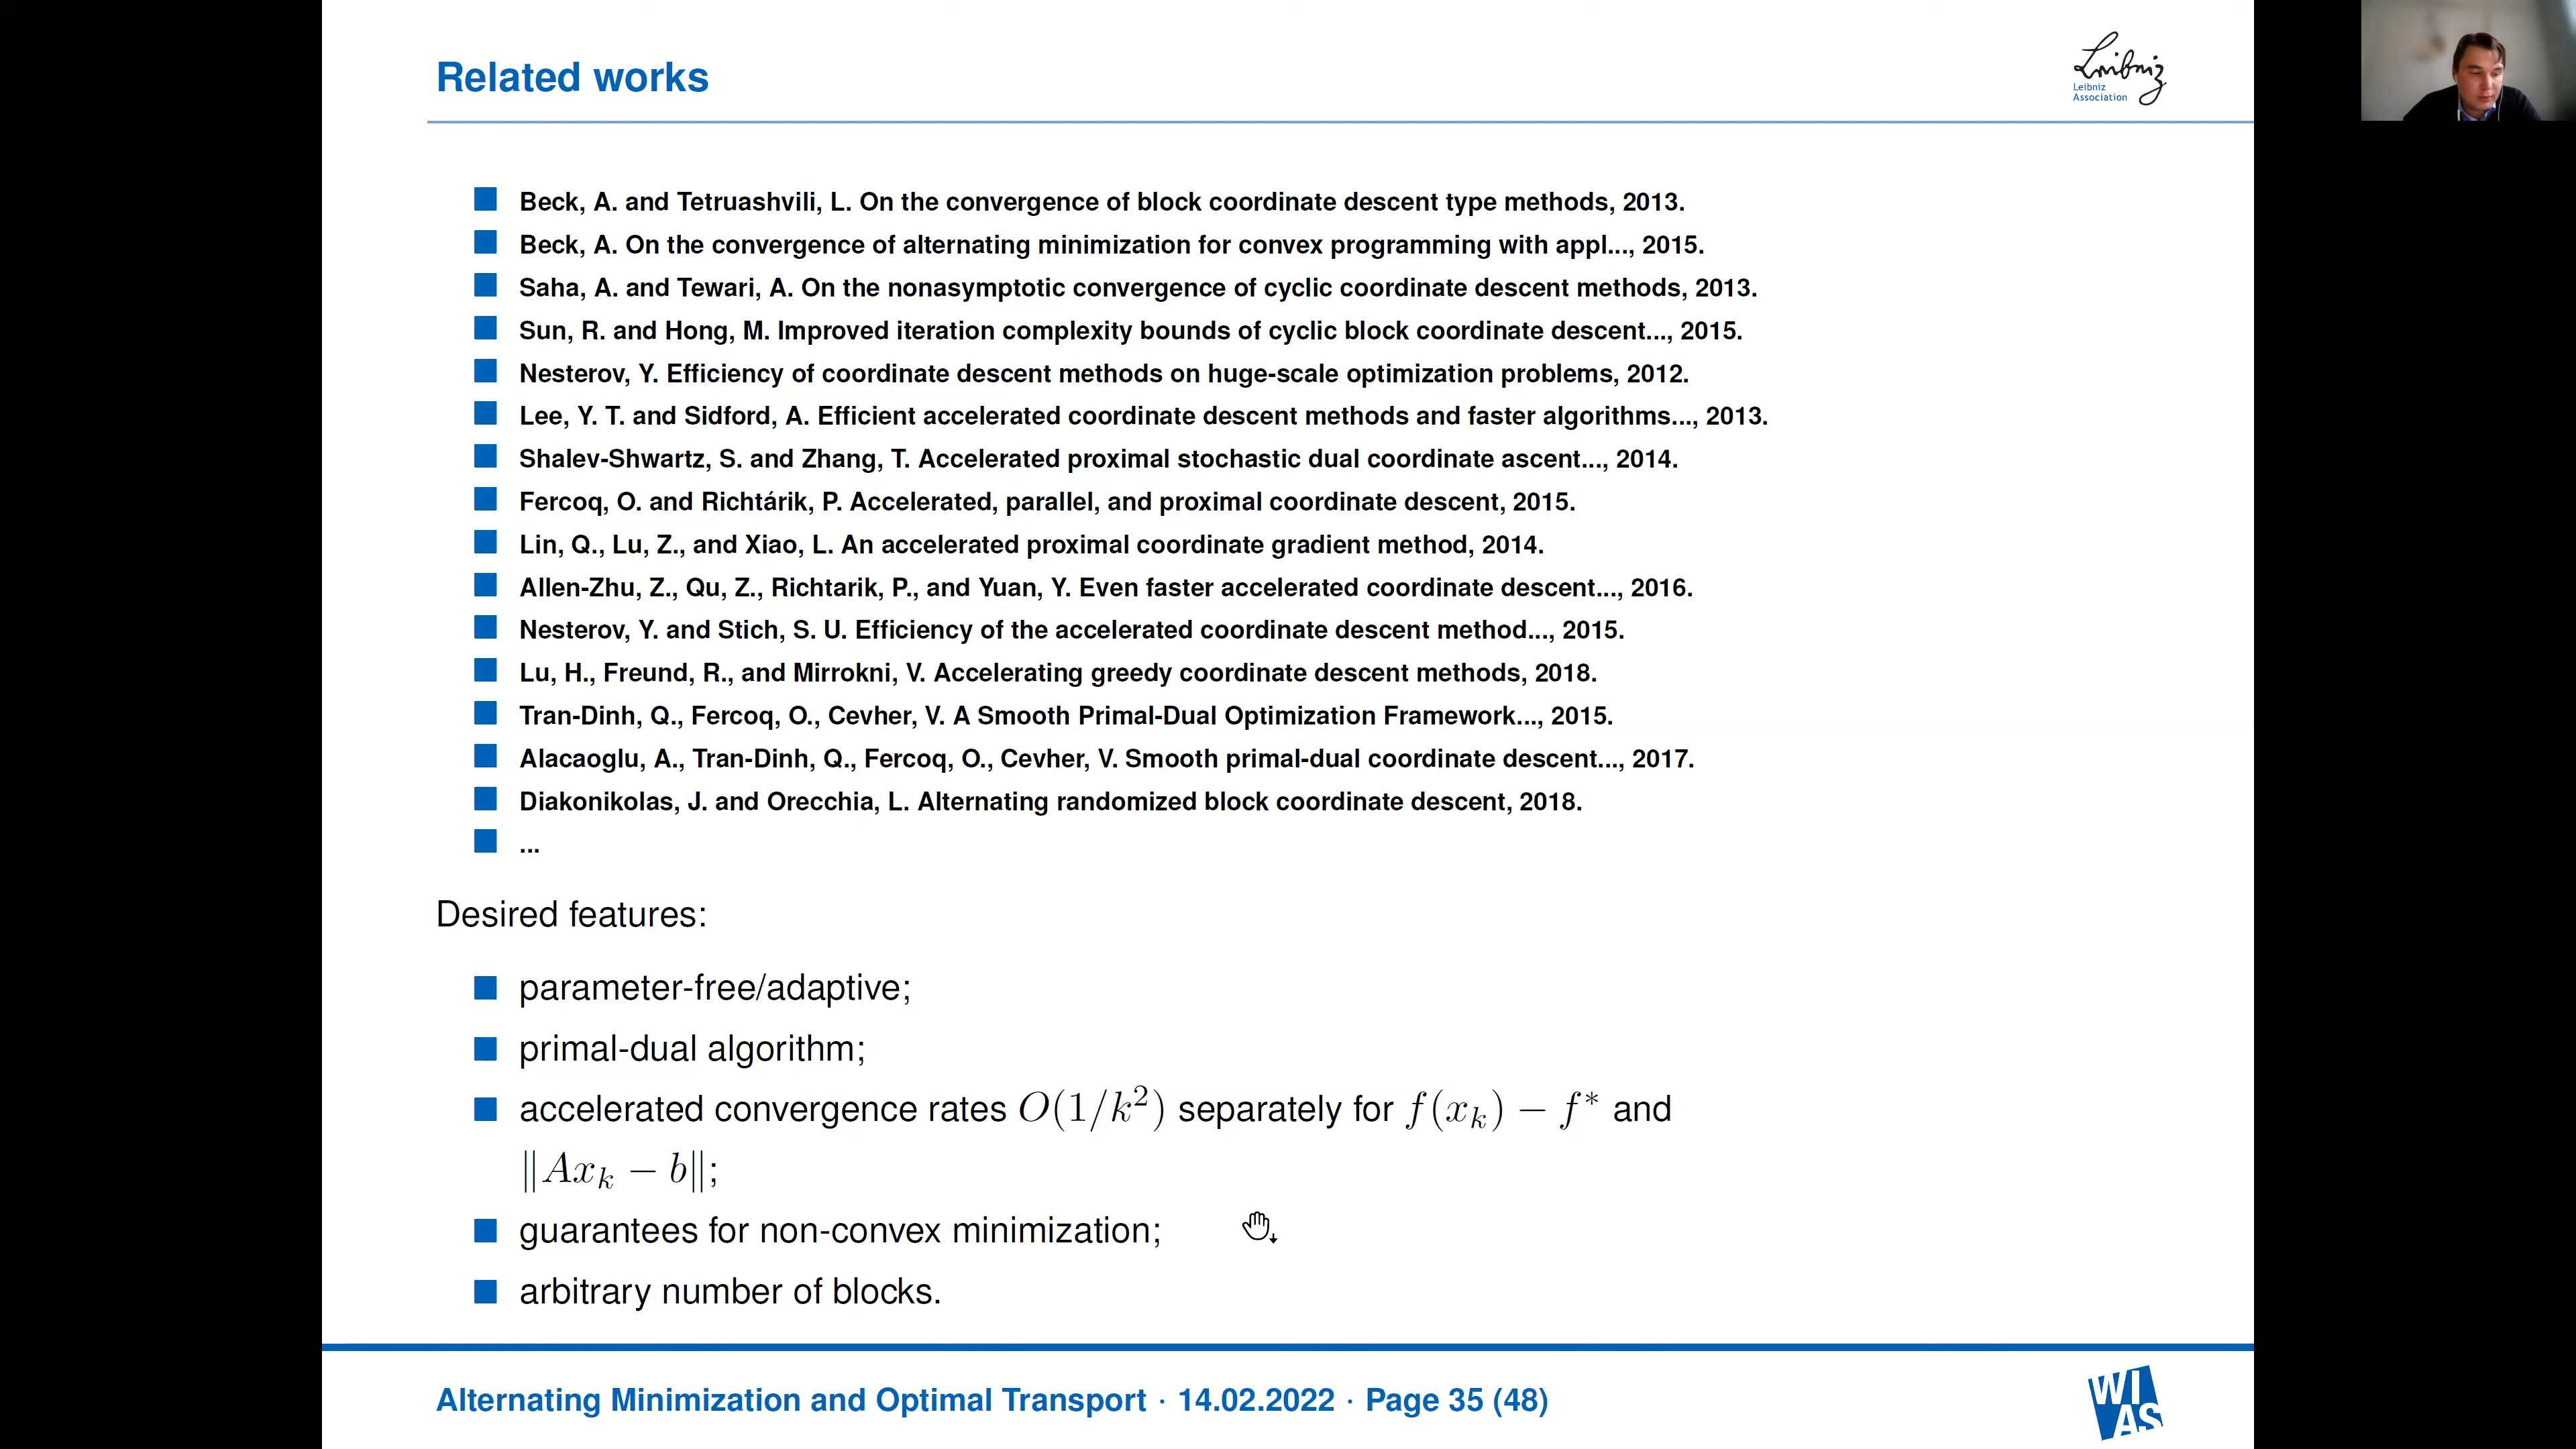 Related works
Leibniz
Leibniz
Association
Beck, A. and Tetruashvili, L. On the convergence of block coordinate descent type methods, 2013.
Beck, A. On the convergence of alternating minimization for convex programming with appl..., 2015.
Saha, A. and Tewari, A. On the nonasymptotic convergence of cyclic coordinate descent methods, 2013.
Sun, R. and Hong, M. Improved iteration complexity bounds of cyclic block coordinate descent..., 2015.
Nesterov, Y. Efficiency of coordinate descent methods on huge-scale optimization problems, 2012.
Lee, Y. T. and Sidford, A. Efficient accelerated coordinate descent methods and faster algorithms..., 2013.
Shalev-Shwartz, S. and Zhang, T. Accelerated proximal stochastic dual coordinate ascent..., 2014.
Fercoq, O. and Richtárik, P. Accelerated, parallel, and proximal coordinate descent, 2015.
Lin, Q., Lu, Z., and Xiao, L. An accelerated proximal coordinate gradient method, 2014.
Allen-Zhu, Z., Qu, Z., Richtarik, P., and Yuan, Y. Even faster accelerated coordinate descent..., 2016.
Nesterov, Y. and Stich, S. U. Efficiency of the accelerated coordinate descent method..., 2015.
Lu, H., Freund, R., and Mirrokni, V. Accelerating greedy coordinate descent methods, 2018.
Tran-Dinh, Q., Fercoq, O., Cevher, V. A Smooth Primal-Dual Optimization Framework..., 2015.
Alacaoglu, A., Tran-Dinh, Q., Fercoq, O., Cevher, V. Smooth primal-dual coordinate descent..., 2017.
Diakonikolas, J. and Orecchia, L. Alternating randomized block coordinate descent, 2018.
...
Desired features:
parameter-free/adaptive;
primal-dual algorithm;
accelerated convergence rates O(1/k²) separately for f(xₖ) − f* and
‖Axₖ − b‖;
guarantees for non-convex minimization;
arbitrary number of blocks.
Alternating Minimization and Optimal Transport · 14.02.2022 · Page 35 (48)
WI
AS